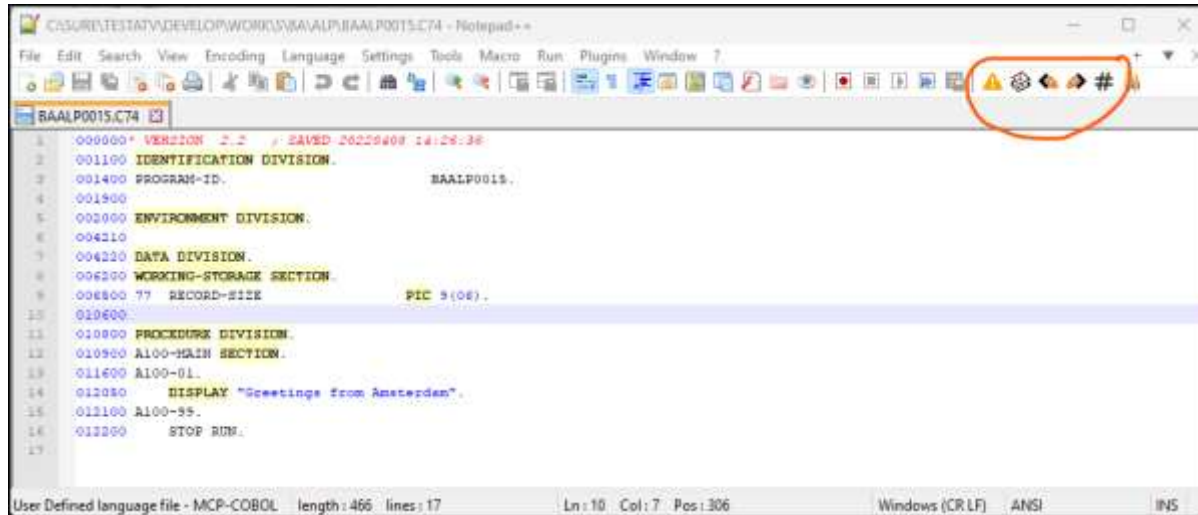 C:\SURE\TESTATV\DEVELOP\WORK\S\BA\ALP\BAALP0015.C74 - Notepad++
File Edit Search View Encoding Language Settings Tools Macro Run Plugins Window ?
BAALP0015.C74
1 000000* VERSION 2.2 ; SAVED 20220408 14:26:36
2 001100 IDENTIFICATION DIVISION.
3 001400 PROGRAM-ID. BAALP0015.
4 001900
5 002000 ENVIRONMENT DIVISION.
6 004210
7 004220 DATA DIVISION.
8 006200 WORKING-STORAGE SECTION.
9 006800 77 RECORD-SIZE PIC 9(06).
10 010600
11 010800 PROCEDURE DIVISION.
12 010900 A100-MAIN SECTION.
13 011600 A100-01.
14 012050 DISPLAY "Greetings from Amsterdam".
15 012100 A100-99.
16 012200 STOP RUN.
17
User Defined language file - MCP-COBOL length : 466 lines : 17 Ln : 10 Col : 7 Pos : 306 Windows (CR LF) ANSI INS